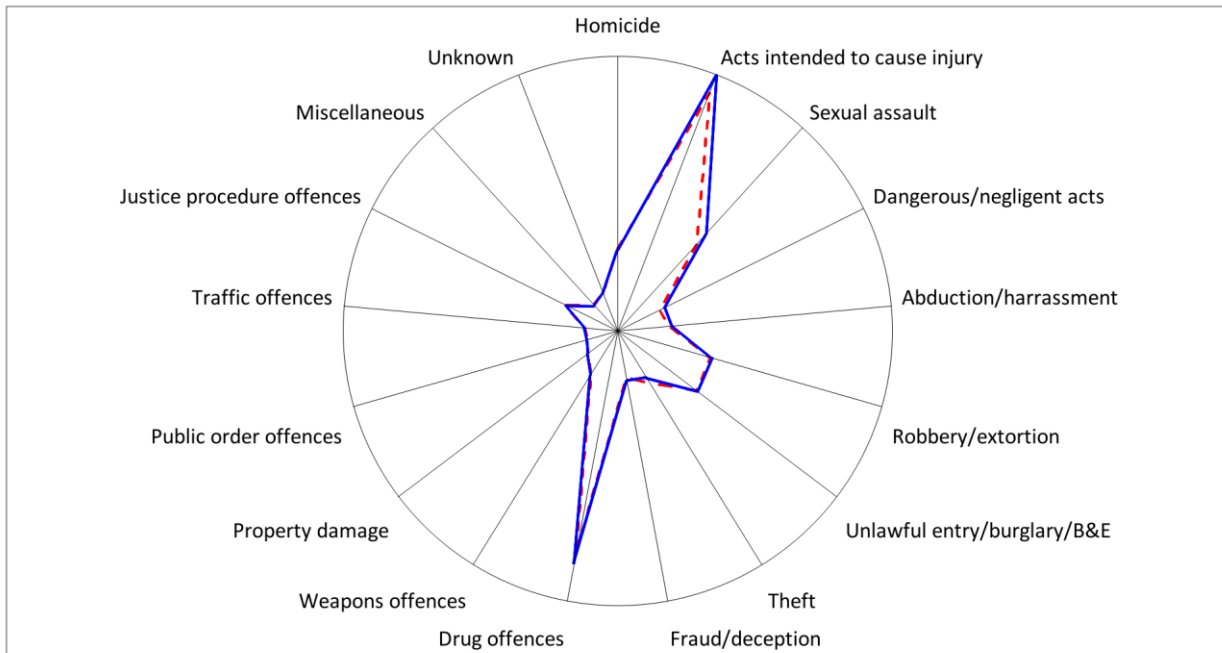 Homicide
Acts intended to cause injury
Sexual assault
Dangerous/negligent acts
Abduction/harrassment
Robbery/extortion
Unlawful entry/burglary/B&E
Theft
Fraud/deception
Drug offences
Weapons offences
Property damage
Public order offences
Traffic offences
Justice procedure offences
Miscellaneous
Unknown